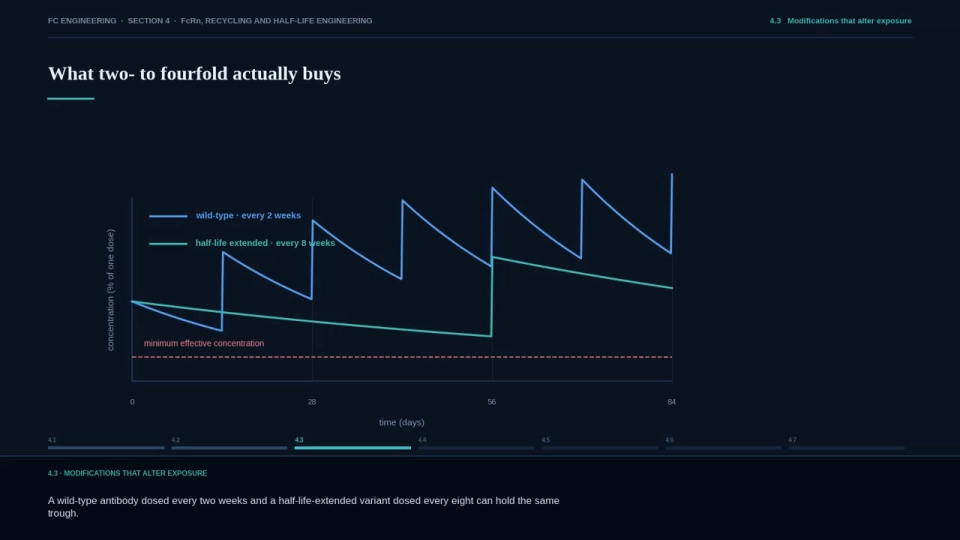 FC ENGINEERING · SECTION 4 · FcRn, RECYCLING AND HALF-LIFE ENGINEERING
4.3 Modifications that alter exposure
What two- to fourfold actually buys
wild-type · every 2 weeks
half-life extended · every 8 weeks
concentration (% of one dose)
minimum effective concentration
0 28 56 84
time (days)
4.1 4.2 4.3 4.4 4.5 4.6 4.7
4.3 · MODIFICATIONS THAT ALTER EXPOSURE
A wild-type antibody dosed every two weeks and a half-life-extended variant dosed every eight can hold the same
trough.